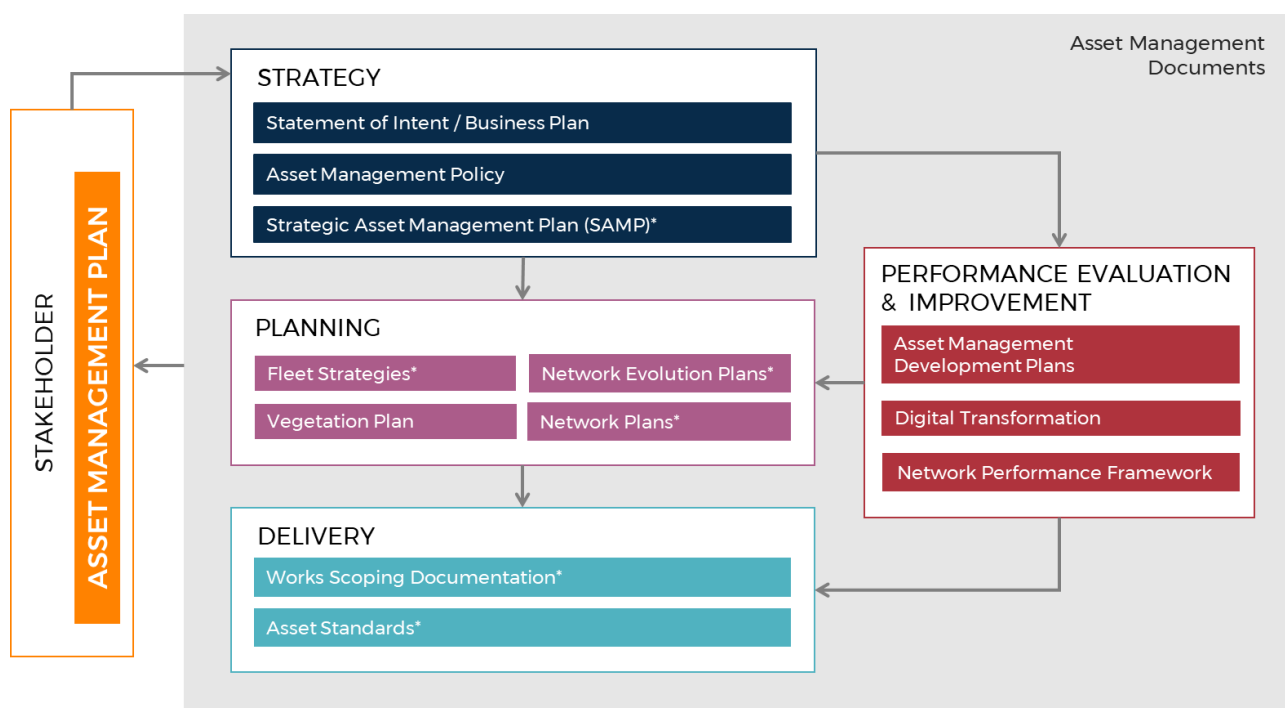 Asset Management
Documents
STAKEHOLDER
ASSET MANAGEMENT PLAN
STRATEGY
Statement of Intent / Business Plan
Asset Management Policy
Strategic Asset Management Plan (SAMP)*
PLANNING
Fleet Strategies*
Network Evolution Plans*
Vegetation Plan
Network Plans*
DELIVERY
Works Scoping Documentation*
Asset Standards*
PERFORMANCE EVALUATION
& IMPROVEMENT
Asset Management
Development Plans
Digital Transformation
Network Performance Framework